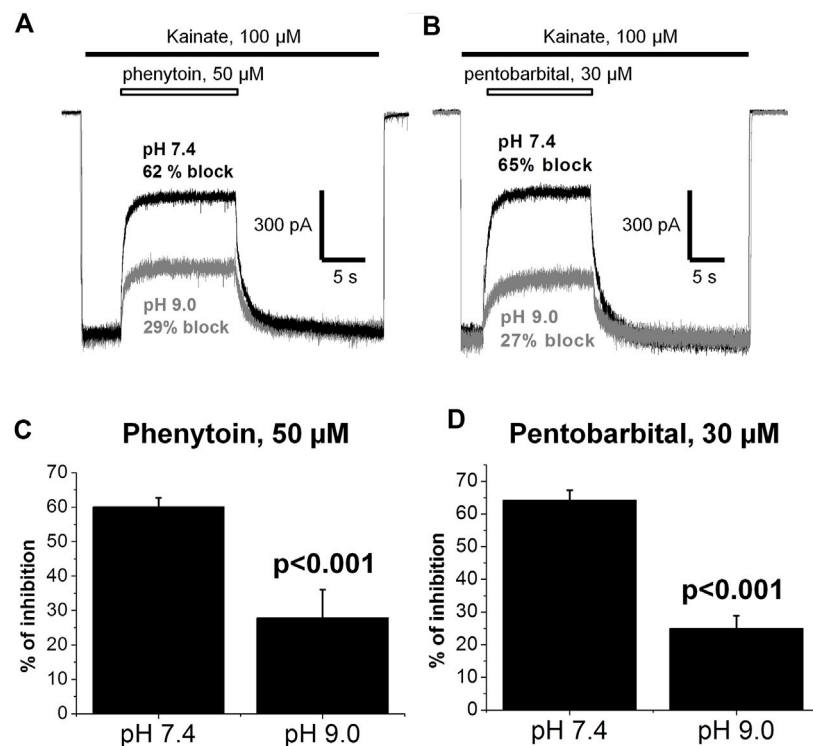 A
Kainate, 100 µM
phenytoin, 50 µM
pH 7.4
62 % block
300 pA
5 s
pH 9.0
29% block
B
Kainate, 100 µM
pentobarbital, 30 µM
pH 7.4
65% block
300 pA
5 s
pH 9.0
27% block
C
Phenytoin, 50 µM
70
60
50
40
30
20
10
0
% of inhibition
p<0.001
pH 7.4
pH 9.0
D
Pentobarbital, 30 µM
70
60
50
40
30
20
10
0
% of inhibition
p<0.001
pH 7.4
pH 9.0